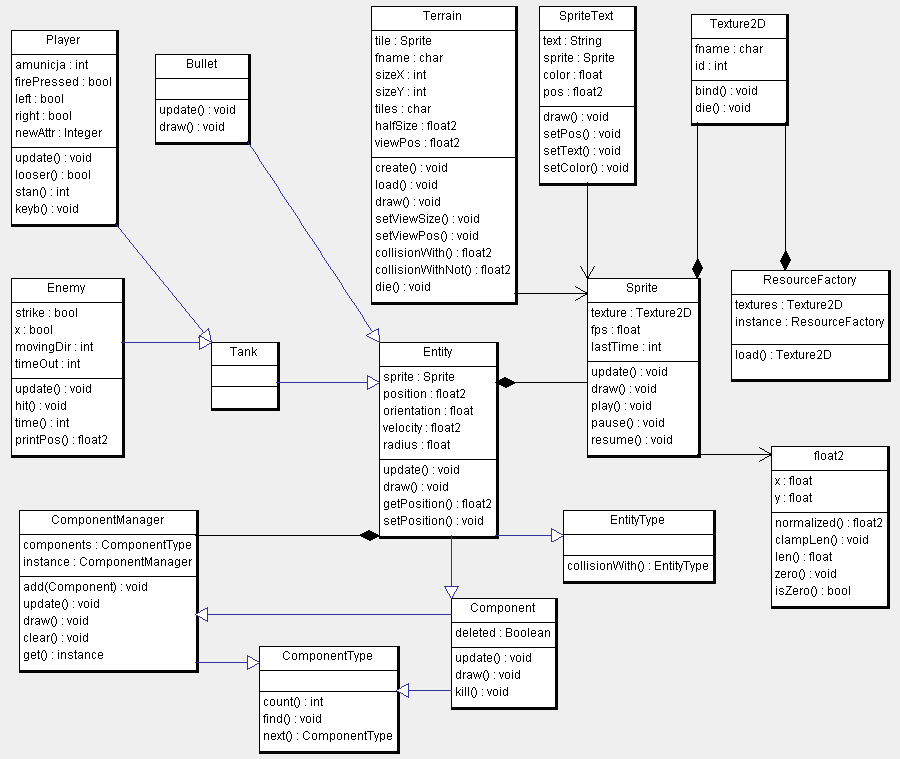 Player
amunicja : int
firePressed : bool
left : bool
right : bool
newAttr : Integer
update() : void
looser() : bool
stan() : int
keyb() : void
Bullet
update() : void
draw() : void
Terrain
tile : Sprite
fname : char
sizeX : int
sizeY : int
tiles : char
halfSize : float2
viewPos : float2
create() : void
load() : void
draw() : void
setViewSize() : void
setViewPos() : void
collisionWith() : float2
collisionWithNot() : float2
die() : void
SpriteText
text : String
sprite : Sprite
color : float
pos : float2
draw() : void
setPos() : void
setText() : void
setColor() : void
Texture2D
fname : char
id : int
bind() : void
die() : void
Enemy
strike : bool
x : bool
movingDir : int
timeOut : int
update() : void
hit() : void
time() : int
printPos() : float2
Tank
Entity
sprite : Sprite
position : float2
orientation : float
velocity : float2
radius : float
update() : void
draw() : void
getPosition() : float2
setPosition() : void
Sprite
texture : Texture2D
fps : float
lastTime : int
update() : void
draw() : void
play() : void
pause() : void
resume() : void
ResourceFactory
textures : Texture2D
instance : ResourceFactory
load() : Texture2D
float2
x : float
y : float
normalized() : float2
clampLen() : void
len() : float
zero() : void
isZero() : bool
ComponentManager
components : ComponentType
instance : ComponentManager
add(Component) : void
update() : void
draw() : void
clear() : void
get() : instance
EntityType
collisionWith() : EntityType
Component
deleted : Boolean
update() : void
draw() : void
kill() : void
ComponentType
count() : int
find() : void
next() : ComponentType